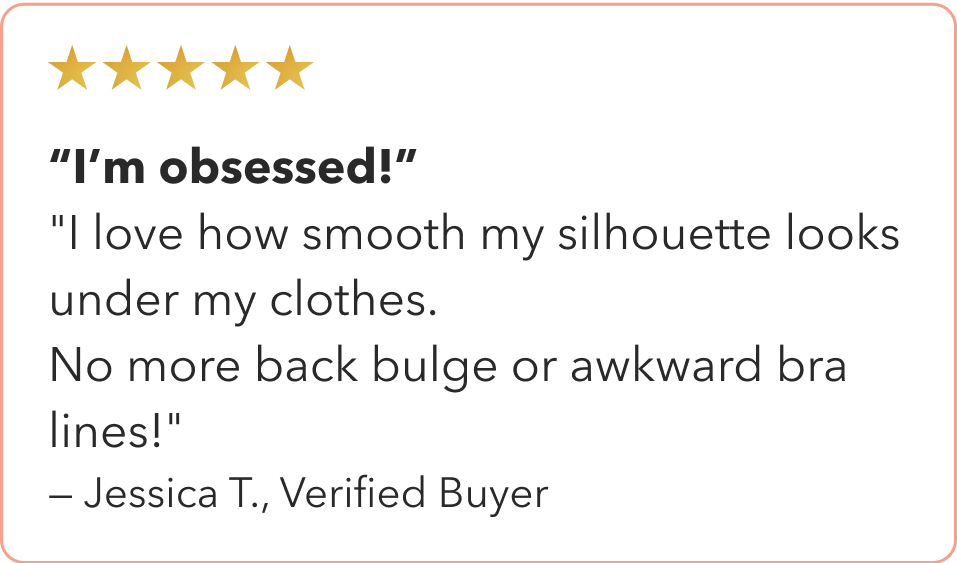 “I’m obsessed!”
"I love how smooth my silhouette looks
under my clothes.
No more back bulge or awkward bra
lines!"
– Jessica T., Verified Buyer